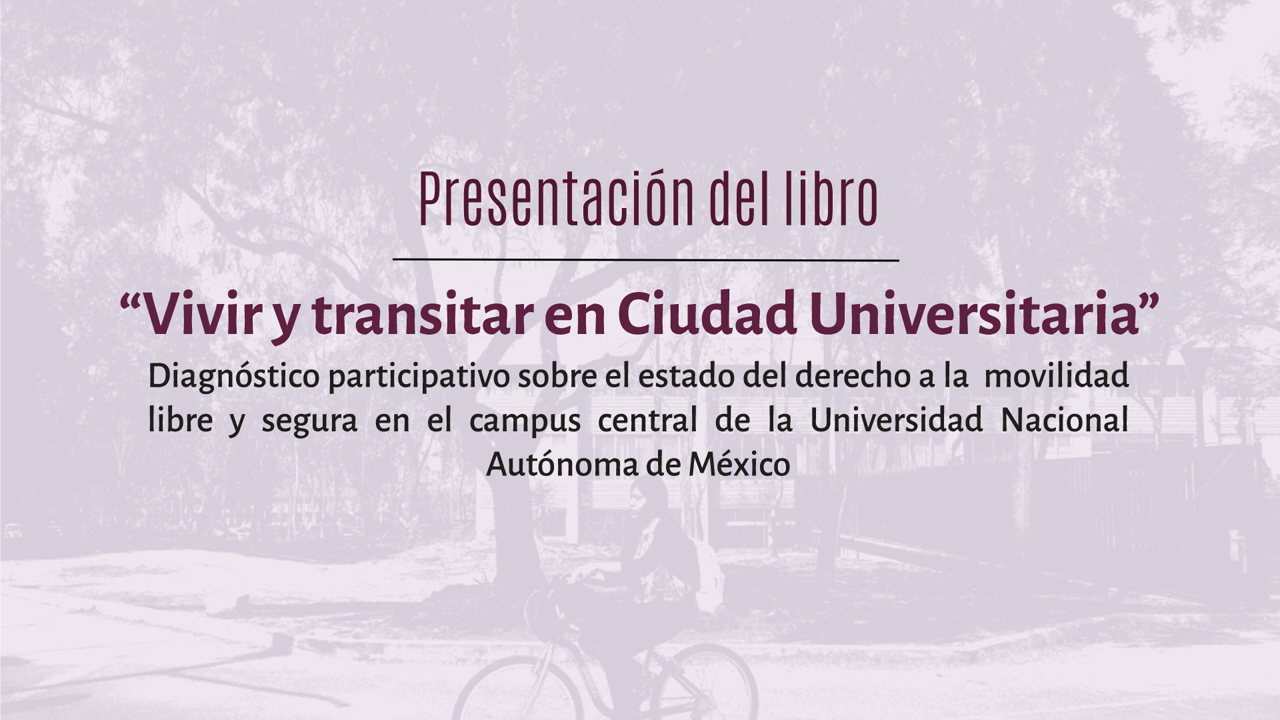 Presentación del libro
“Vivir y transitar en Ciudad Universitaria”
Diagnóstico participativo sobre el estado del derecho a la movilidad
libre y segura en el campus central de la Universidad Nacional
Autónoma de México